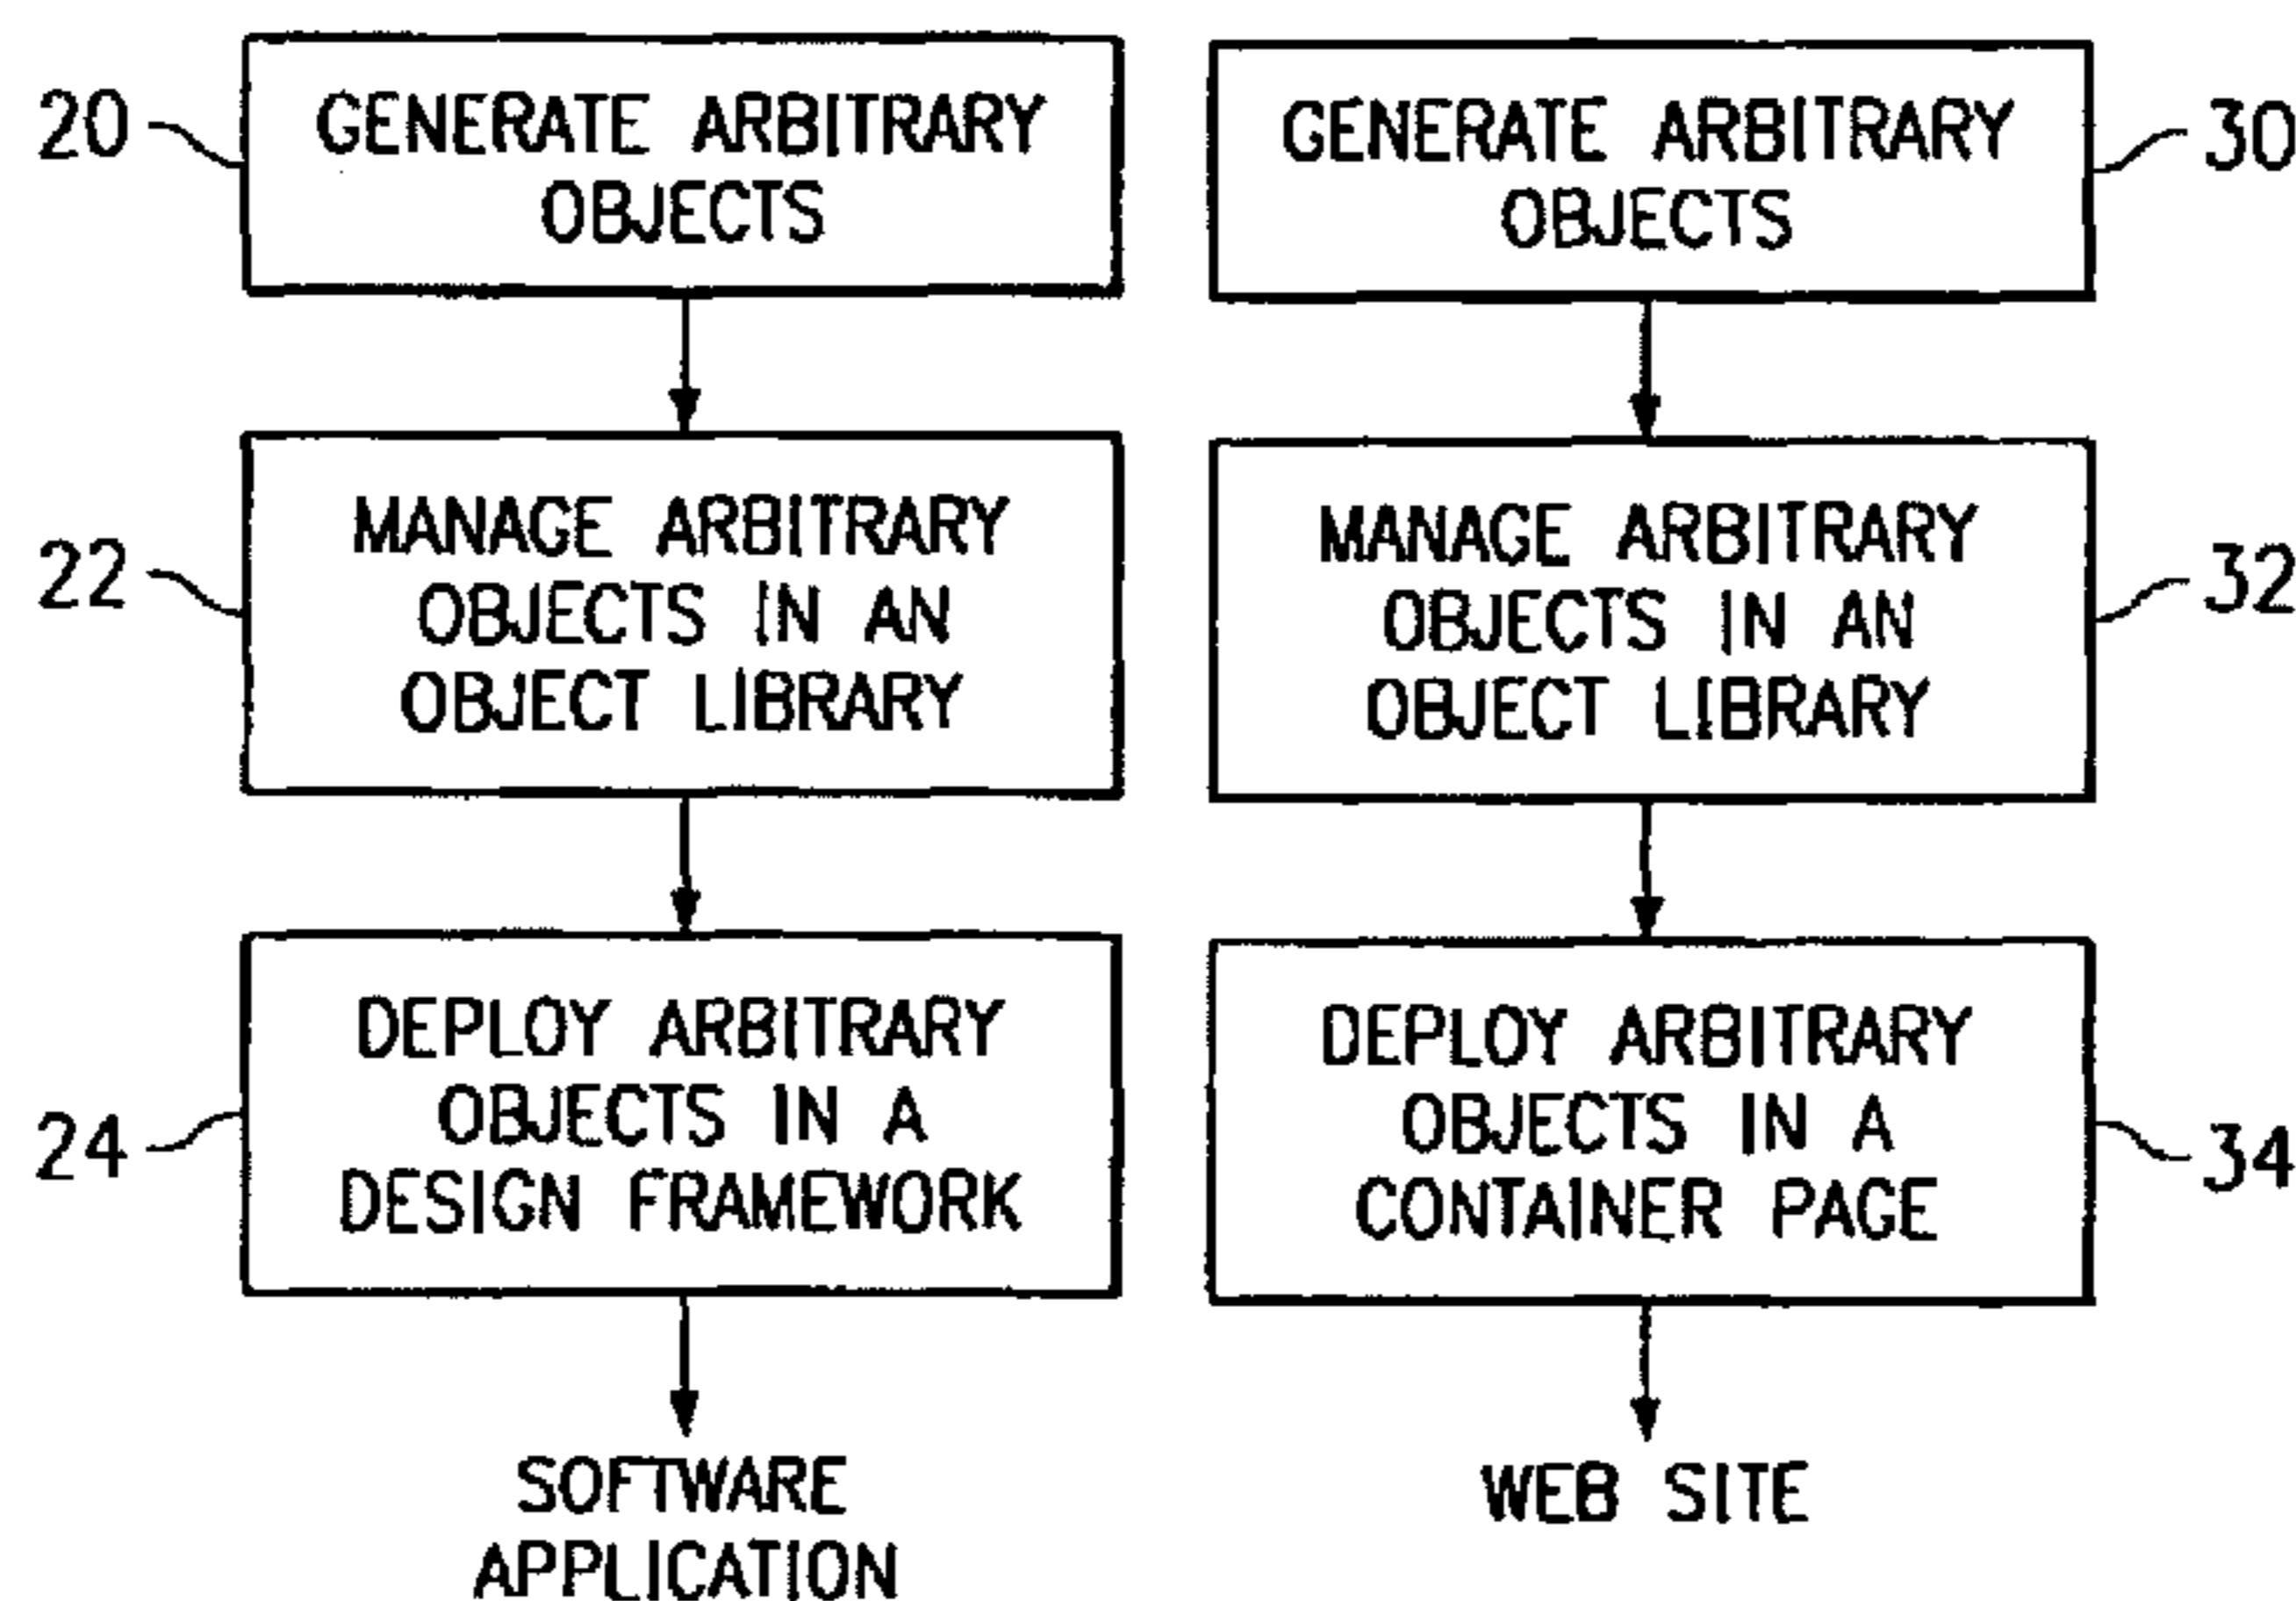 20
GENERATE ARBITRARY
OBJECTS
22
MANAGE ARBITRARY
OBJECTS IN AN
OBJECT LIBRARY
24
DEPLOY ARBITRARY
OBJECTS IN A
DESIGN FRAMEWORK
SOFTWARE
APPLICATION
GENERATE ARBITRARY
OBJECTS
30
MANAGE ARBITRARY
OBJECTS IN AN
OBJECT LIBRARY
32
DEPLOY ARBITRARY
OBJECTS IN A
CONTAINER PAGE
34
WEB SITE